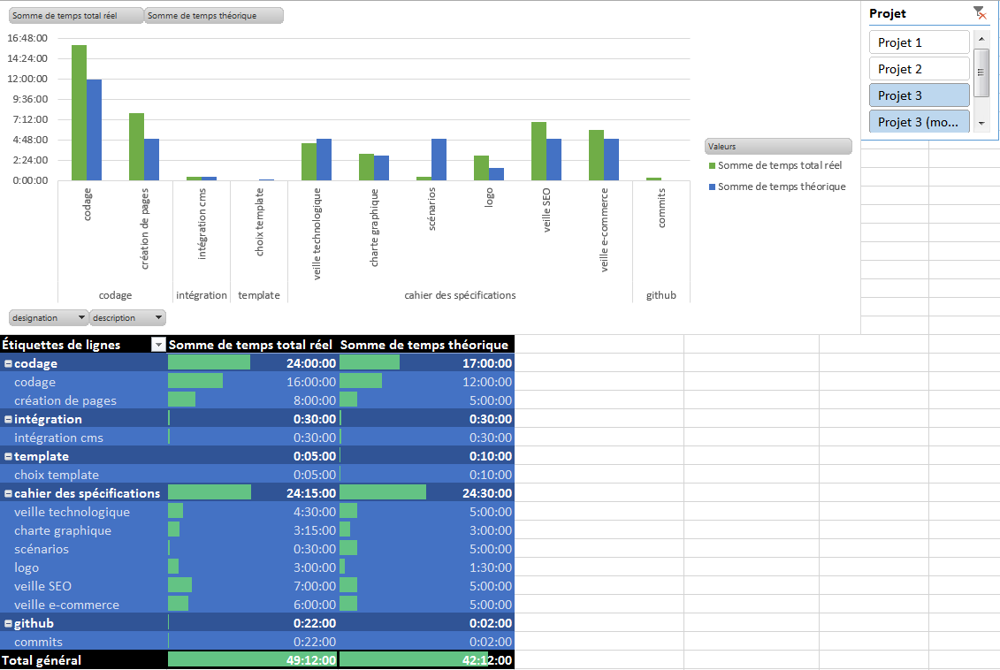 Somme de temps total réel Somme de temps théorique
Projet
Projet 1
Projet 2
Projet 3
Projet 3 (mo...
16:48:00
14:24:00
12:00:00
9:36:00
7:12:00
4:48:00
2:24:00
0:00:00
Valeurs
Somme de temps total réel
Somme de temps théorique
codage
création de pages
intégration cms
choix template
veille technologique
charte graphique
scénarios
logo
veille SEO
veille e-commerce
commits
codage intégration template cahier des spécifications github
designation description
Étiquettes de lignes Somme de temps total réel Somme de temps théorique
codage 24:00:00 17:00:00
codage 16:00:00 12:00:00
création de pages 8:00:00 5:00:00
intégration 0:30:00 0:30:00
intégration cms 0:30:00 0:30:00
template 0:05:00 0:10:00
choix template 0:05:00 0:10:00
cahier des spécifications 24:15:00 24:30:00
veille technologique 4:30:00 5:00:00
charte graphique 3:15:00 3:00:00
scénarios 0:30:00 5:00:00
logo 3:00:00 1:30:00
veille SEO 7:00:00 5:00:00
veille e-commerce 6:00:00 5:00:00
github 0:22:00 0:02:00
commits 0:22:00 0:02:00
Total général 49:12:00 42:12:00